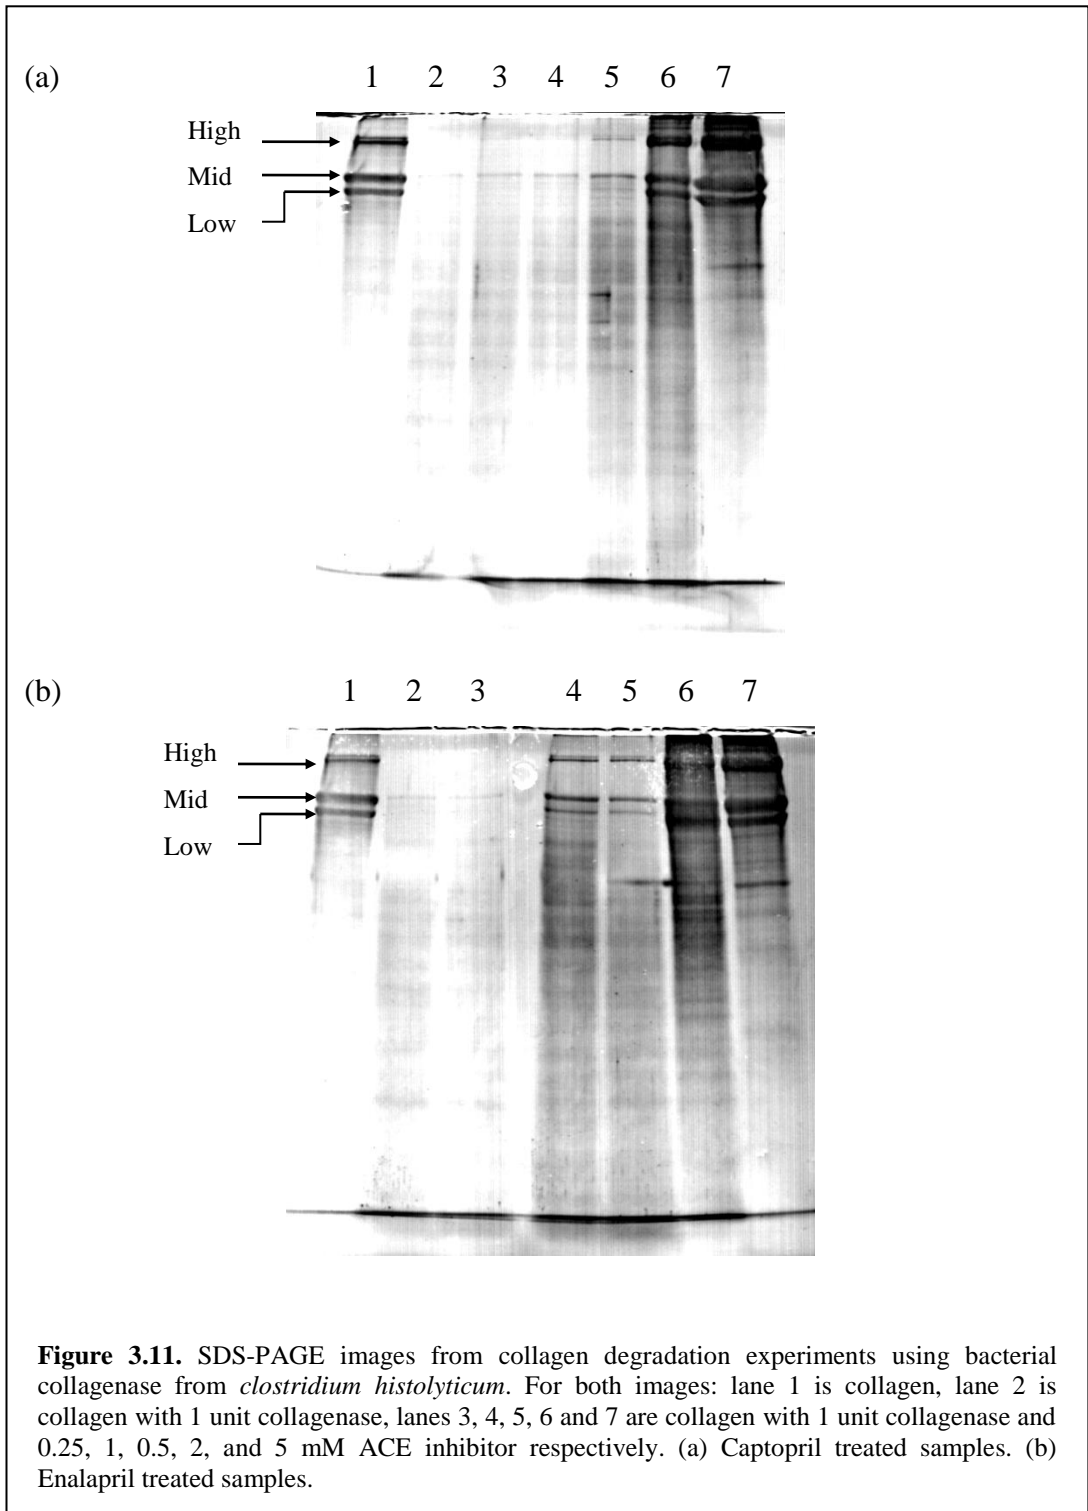 (a)
1 2 3 4 5 6 7
High
Mid
Low
(b)
1 2 3 4 5 6 7
High
Mid
Low
Figure 3.11. SDS-PAGE images from collagen degradation experiments using bacterial
collagenase from clostridium histolyticum. For both images: lane 1 is collagen, lane 2 is
collagen with 1 unit collagenase, lanes 3, 4, 5, 6 and 7 are collagen with 1 unit collagenase and
0.25, 1, 0.5, 2, and 5 mM ACE inhibitor respectively. (a) Captopril treated samples. (b)
Enalapril treated samples.